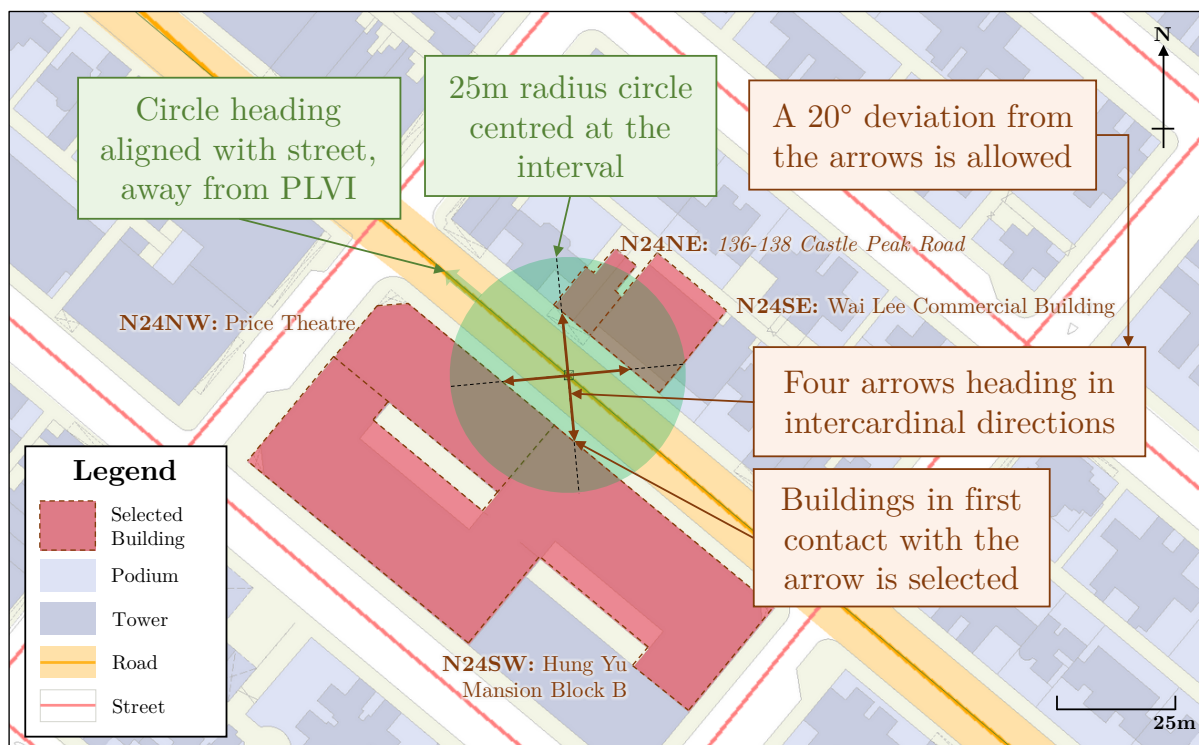 N
Circle heading
aligned with street,
away from PLVI
25m radius circle
centred at the
interval
A 20° deviation from
the arrows is allowed
N24NE: 136-138 Castle Peak Road
N24SE: Wai Lee Commercial Building
N24NW: Price Theatre
Four arrows heading in
intercardinal directions
Buildings in first
contact with the
arrow is selected
N24SW: Hung Yu
Mansion Block B
Legend
Selected
Building
Podium
Tower
Road
Street
25m